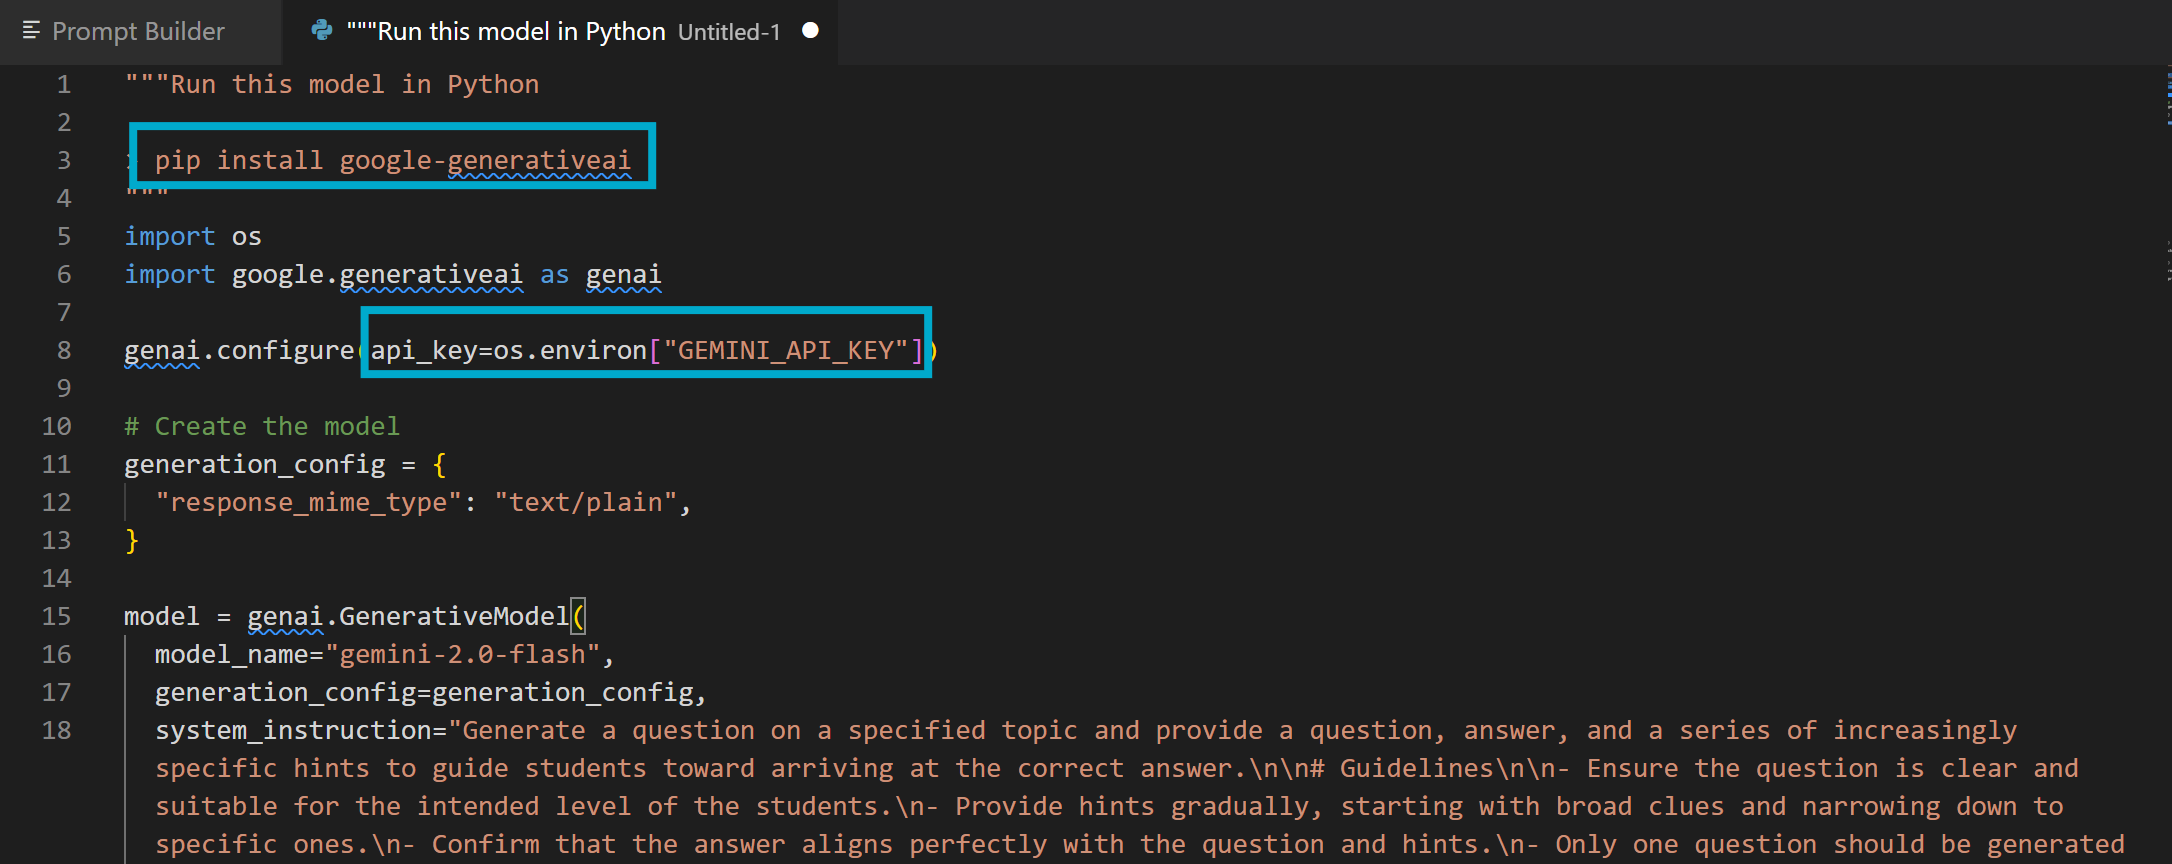 Prompt Builder
"""Run this model in Python Untitled-1
1 """Run this model in Python
2
3 pip install google-generativeai
4 """
5 import os
6 import google.generativeai as genai
7
8 genai.configure(api_key=os.environ["GEMINI_API_KEY"])
9
10 # Create the model
11 generation_config = {
12 "response_mime_type": "text/plain",
13 }
14
15 model = genai.GenerativeModel(
16 model_name="gemini-2.0-flash",
17 generation_config=generation_config,
18 system_instruction="Generate a question on a specified topic and provide a question, answer, and a series of increasingly
specific hints to guide students toward arriving at the correct answer.\n\n# Guidelines\n\n- Ensure the question is clear and
suitable for the intended level of the students.\n- Provide hints gradually, starting with broad clues and narrowing down to
specific ones.\n- Confirm that the answer aligns perfectly with the question and hints.\n- Only one question should be generated